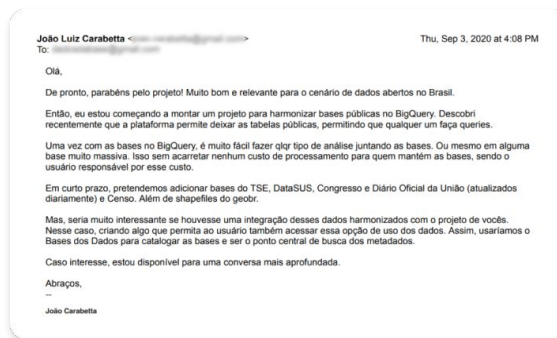 João Luiz Carabetta < > Thu, Sep 3, 2020 at 4:08 PM
To:
Olá,
De pronto, parabéns pelo projeto! Muito bom e relevante para o cenário de dados abertos no Brasil.
Então, eu estou começando a montar um projeto para harmonizar bases públicas no BigQuery. Descobri
recentemente que a plataforma permite deixar as tabelas públicas, permitindo que qualquer um faça queries.
Uma vez com as bases no BigQuery, é muito fácil fazer qlqr tipo de análise juntando as bases. Ou mesmo em alguma
base muito massiva. Isso sem acarretar nenhum custo de processamento para quem mantém as bases, sendo o
usuário responsável por esse custo.
Em curto prazo, pretendemos adicionar bases do TSE, DataSUS, Congresso e Diário Oficial da União (atualizados
diariamente) e Censo. Além de shapefiles do geobr.
Mas, seria muito interessante se houvesse uma integração desses dados harmonizados com o projeto de vocês.
Nesse caso, criando algo que permita ao usuário também acessar essa opção de uso dos dados. Assim, usaríamos o
Bases dos Dados para catalogar as bases e ser o ponto central de busca dos metadados.
Caso interesse, estou disponível para uma conversa mais aprofundada.
Abraços,
--
João Carabetta